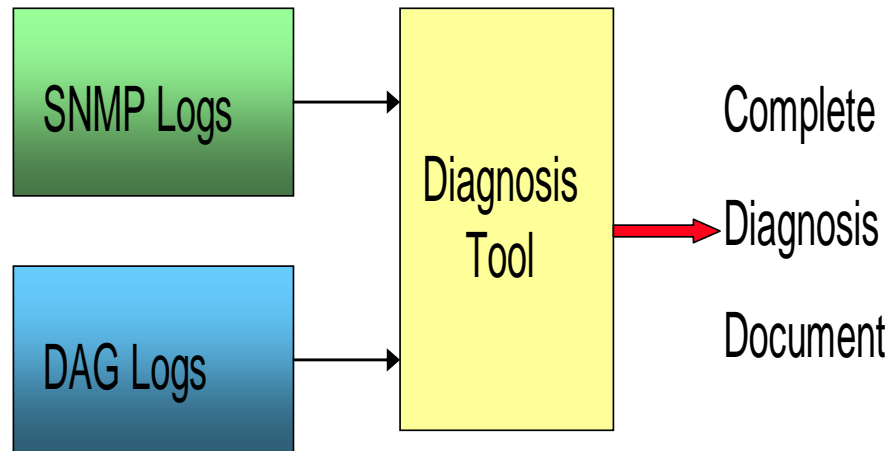 SNMP Logs
DAG Logs
Diagnosis
Tool
Complete
Diagnosis
Document